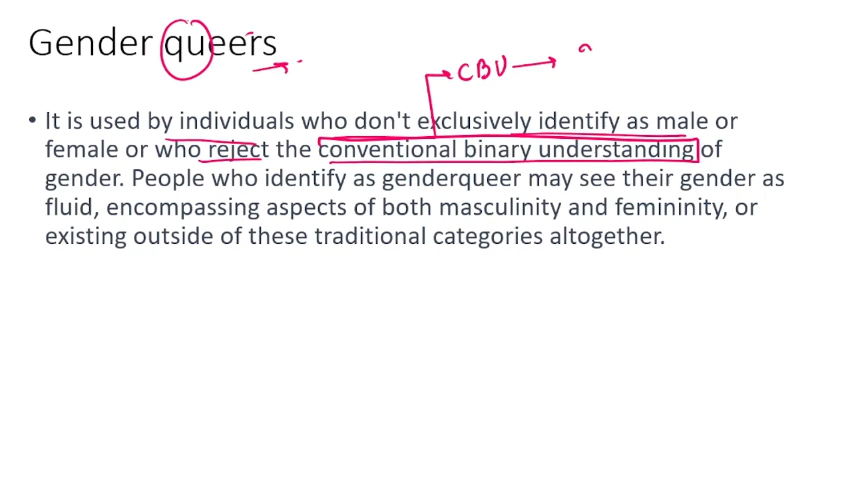 Gender queers
CBU
• It is used by individuals who don't exclusively identify as male or
female or who reject the conventional binary understanding of
gender. People who identify as genderqueer may see their gender as
fluid, encompassing aspects of both masculinity and femininity, or
existing outside of these traditional categories altogether.